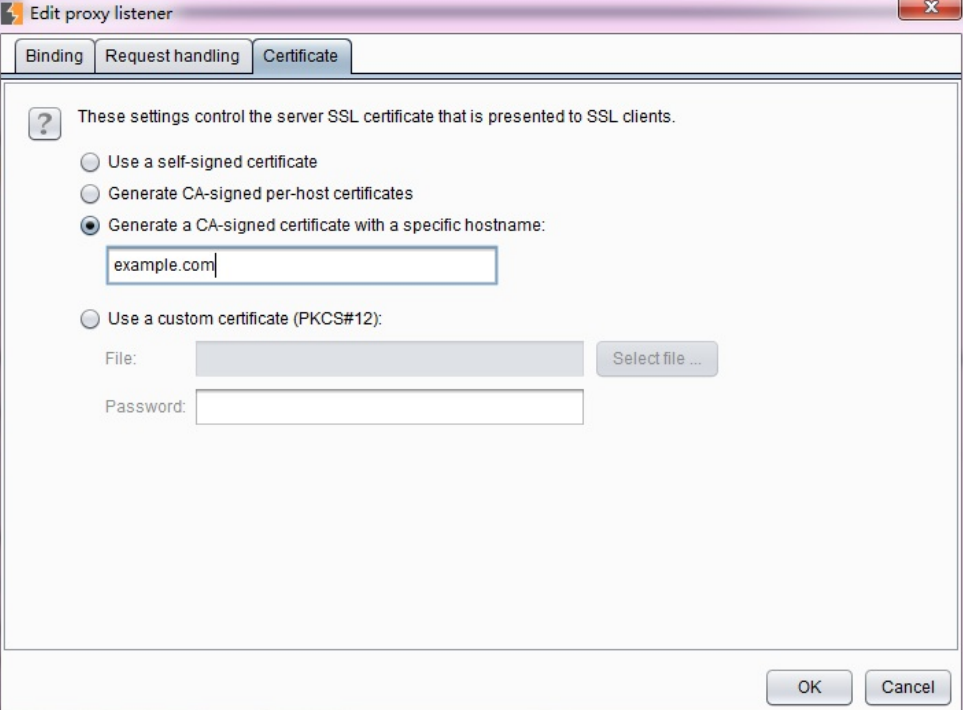 Edit proxy listener
x
Binding Request handling Certificate
?
These settings control the server SSL certificate that is presented to SSL clients.
Use a self-signed certificate
Generate CA-signed per-host certificates
Generate a CA-signed certificate with a specific hostname:
example.com
Use a custom certificate (PKCS#12):
File: Select file ...
Password:
OK Cancel